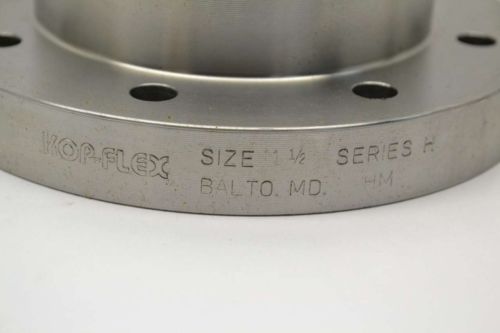 KOP-FLEX SIZE 1 ½ SERIES H
BALTO. MD. HM